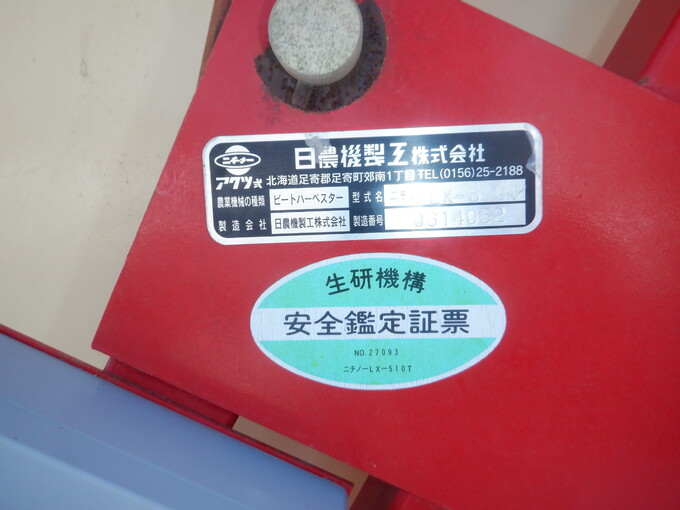 ニチノー
アクツ式
日農機製工株式会社
北海道足寄郡足寄町郊南1丁目TEL(0156)25-2188
農業機械の種類 ビートハーベスター 型式名
製造会社 日農機製工株式会社 製造番号
生研機構
安全鑑定証票
NO.27093
ニチノーLX-510T